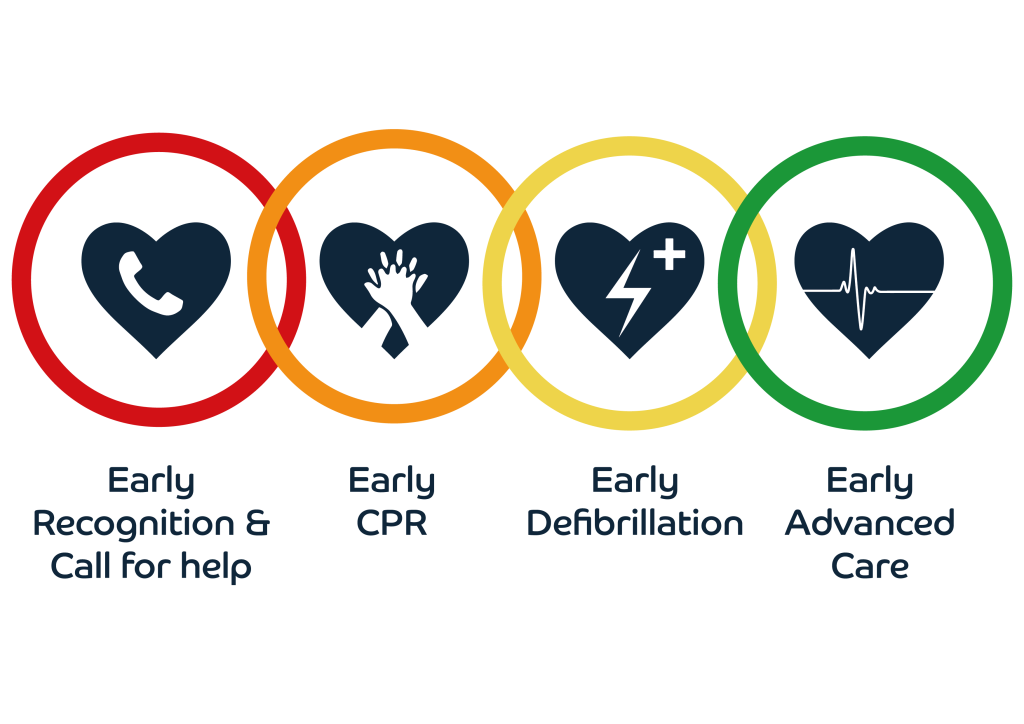 Early
Recognition &
Call for help
Early
CPR
Early
Defibrillation
Early
Advanced
Care